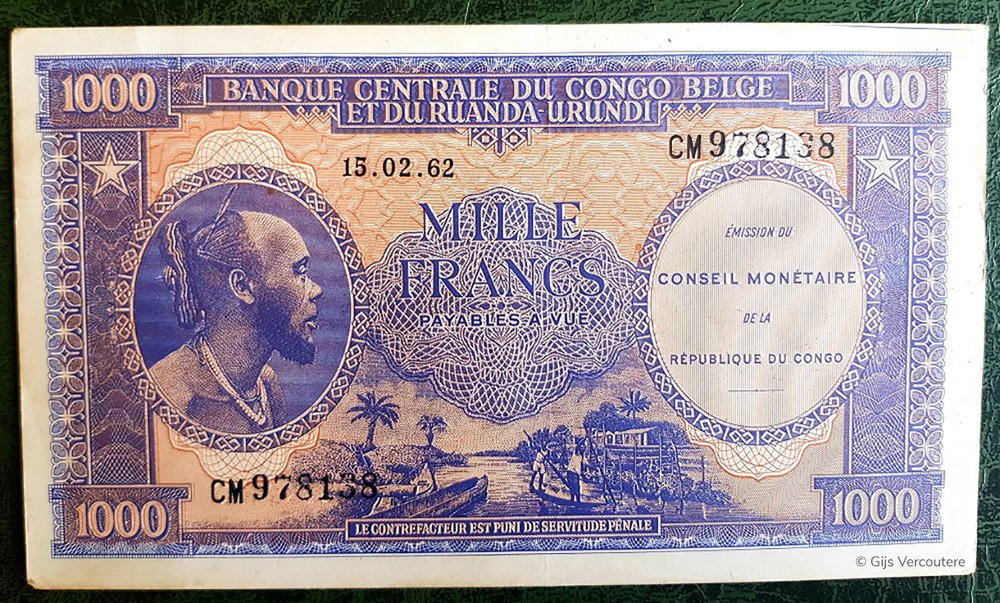 1000
BANQUE CENTRALE DU CONGO BELGE
ET DU RUANDA-URUNDI
1000
15.02.62
CM978138
MILLE
FRANCS
PAYABLES A VUE
ÉMISSION DU
CONSEIL MONÉTAIRE
DE LA
RÉPUBLIQUE DU CONGO
CM978138
1000
LE CONTREFACTEUR EST PUNI DE SERVITUDE PÉNALE
1000
© Gijs Vercoutere